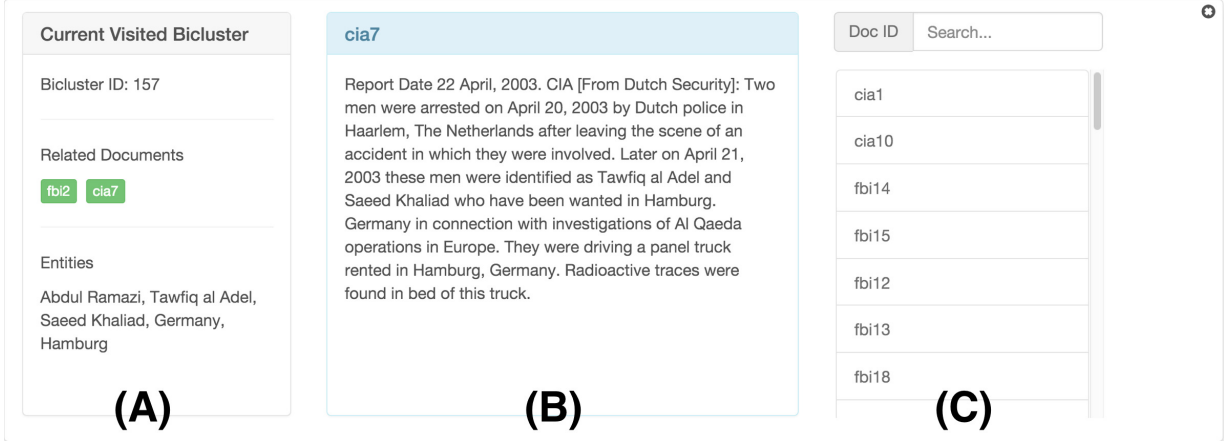 Current Visited Bicluster
Bicluster ID: 157
Related Documents
fbi2 cia7
Entities
Abdul Ramazi, Tawfiq al Adel,
Saeed Khaliad, Germany,
Hamburg
(A)
cia7
Report Date 22 April, 2003. CIA [From Dutch Security]: Two
men were arrested on April 20, 2003 by Dutch police in
Haarlem, The Netherlands after leaving the scene of an
accident in which they were involved. Later on April 21,
2003 these men were identified as Tawfiq al Adel and
Saeed Khaliad who have been wanted in Hamburg.
Germany in connection with investigations of Al Qaeda
operations in Europe. They were driving a panel truck
rented in Hamburg, Germany. Radioactive traces were
found in bed of this truck.
(B)
Doc ID Search...
cia1
cia10
fbi14
fbi15
fbi12
fbi13
fbi18
(C)